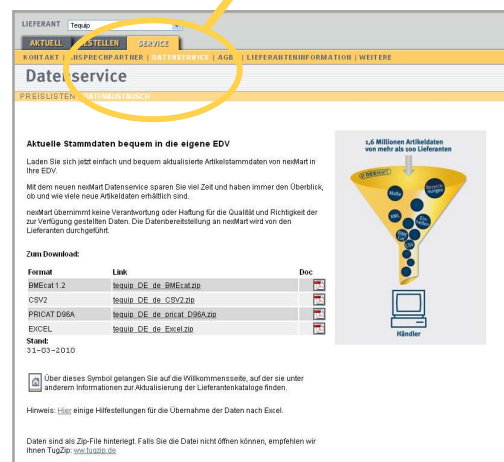 LIEFERANT Tequip
AKTUELL BESTELLEN SERVICE
KONTAKT | ANSPRECHPARTNER | DATENSERVICE | AGB | LIEFERANTENINFORMATION | WEITERE
Datenservice
PREISLISTEN DATENAUSTAUSCH
Aktuelle Stammdaten bequem in die eigene EDV
Laden Sie sich jetzt einfach und bequem aktualisierte Artikelstammdaten von nexMart in
Ihre EDV.
Mit dem neuen nexMart Datenservice sparen Sie viel Zeit und haben immer den Überblick,
ob und wie viele neue Artikeldaten erhältlich sind.
nexMart übernimmt keine Verantwortung oder Haftung für die Qualität und Richtigkeit der
zur Verfügung gestellten Daten. Die Datenbereitstellung an nexMart wird von den
Lieferanten durchgeführt.
Zum Download:
Format Link Doc
BMEcat 1.2 tequip_DE_de_BMEcat.zip
CSV2 tequip_DE_de_CSV2.zip
PRICAT D96A tequip_DE_de_pricat_D96A.zip
EXCEL tequip_DE_de_Excel.zip
Stand:
31-03-2010
Über dieses Symbol gelangen Sie auf die Willkommensseite, auf der sie unter
anderem Informationen zur Aktualisierung der Lieferantenkataloge finden.
Hinweis: Hier einige Hilfestellungen für die Übernahme der Daten nach Excel.
Daten sind als Zip-File hinterlegt. Falls Sie die Datei nicht öffnen können, empfehlen wir
Ihnen TugZip: ww.tugzip.de
1,6 Millionen Artikeldaten
von mehr als 100 Lieferanten
NEXMART
Maße
XML
CSV
Händler